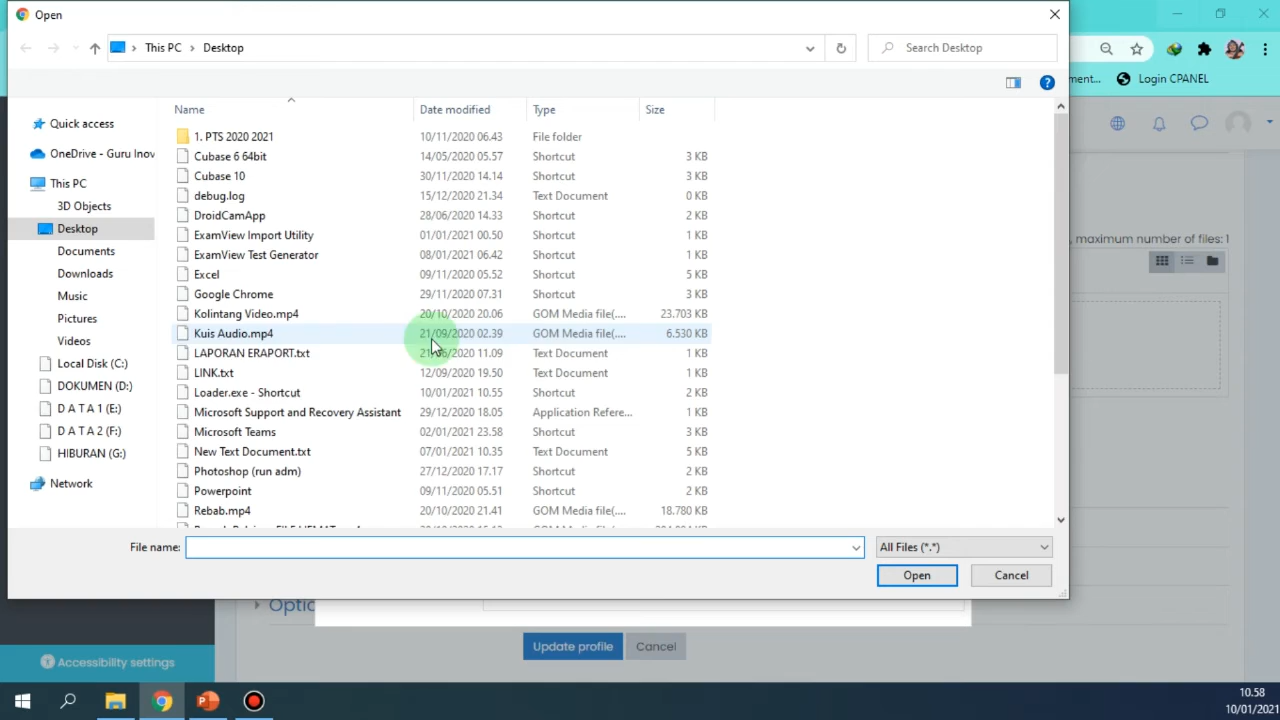 Open
This PC > Desktop
Search Desktop
ment...
Login CPANEL
Name
Date modified
Type
Size
Quick access
OneDrive - Guru Inov
This PC
3D Objects
Desktop
Documents
Downloads
Music
Pictures
Videos
Local Disk (C:)
DOKUMEN (D:)
D A T A 1 (E:)
D A T A 2 (F:)
HIBURAN (G:)
Network
1. PTS 2020 2021 10/11/2020 06.43 File folder
Cubase 6 64bit 14/05/2020 05.57 Shortcut 3 KB
Cubase 10 30/11/2020 14.14 Shortcut 3 KB
debug.log 15/12/2020 21.34 Text Document 0 KB
DroidCamApp 28/06/2020 14.33 Shortcut 2 KB
ExamView Import Utility 01/01/2021 00.50 Shortcut 1 KB
ExamView Test Generator 08/01/2021 06.42 Shortcut 1 KB
Excel 09/11/2020 05.52 Shortcut 5 KB
Google Chrome 29/11/2020 07.31 Shortcut 3 KB
Kolintang Video.mp4 20/10/2020 20.06 GOM Media file(.... 23.703 KB
Kuis Audio.mp4 21/09/2020 02.39 GOM Media file(.... 6.530 KB
LAPORAN ERAPORT.txt 11.09 Text Document 1 KB
LINK.txt 12/09/2020 19.50 Text Document 1 KB
Loader.exe - Shortcut 10/01/2021 10.55 Shortcut 2 KB
Microsoft Support and Recovery Assistant 29/12/2020 18.05 Application Refere... 1 KB
Microsoft Teams 02/01/2021 23.58 Shortcut 3 KB
New Text Document.txt 07/01/2021 10.35 Text Document 5 KB
Photoshop (run adm) 27/12/2020 17.17 Shortcut 2 KB
Powerpoint 09/11/2020 05.51 Shortcut 2 KB
Rebab.mp4 20/10/2020 21.41 GOM Media file(.... 18.780 KB
, maximum number of files: 1
File name:
All Files (*.*)
Open
Cancel
Optic
Update profile
Cancel
Accessibility settings
10.58
10/01/2021